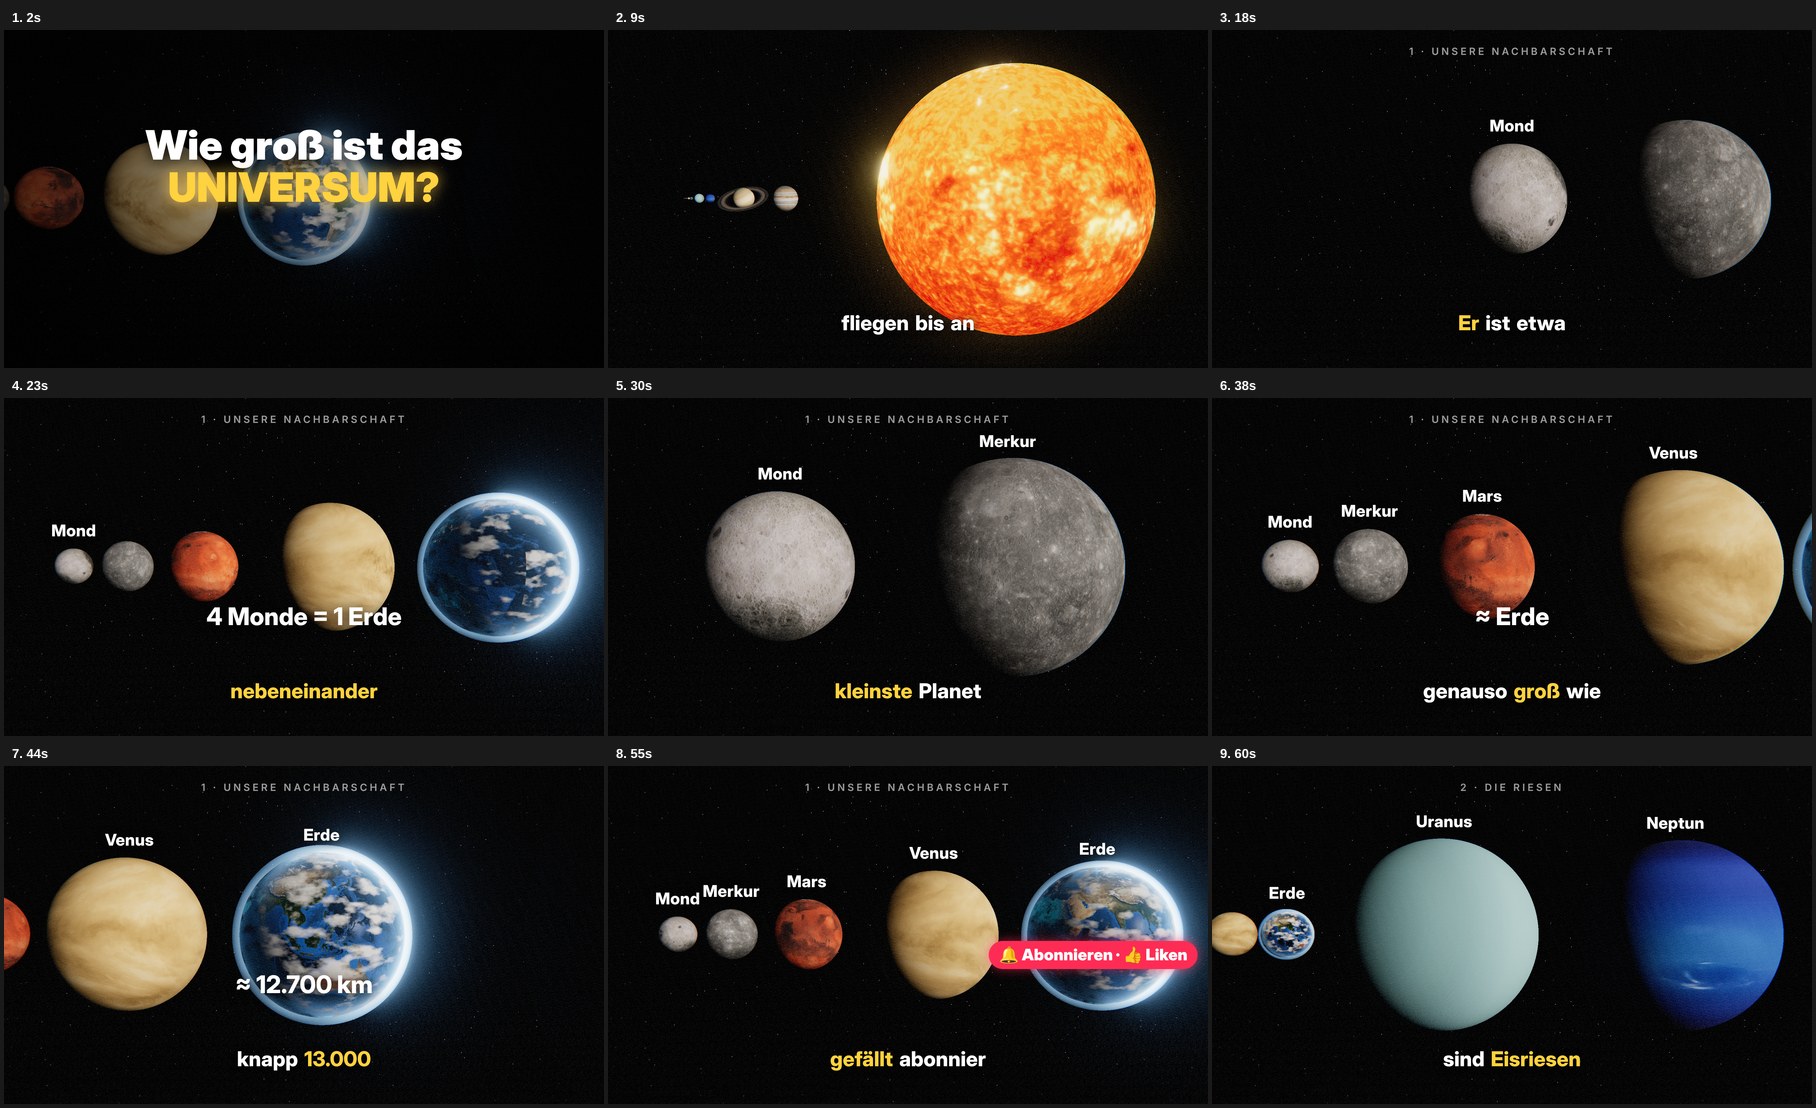 1. 2s
Wie groß ist das
UNIVERSUM?
2. 9s
fliegen bis an
3. 18s
1 · UNSERE NACHBARSCHAFT
Mond
Er ist etwa
4. 23s
1 · UNSERE NACHBARSCHAFT
Mond
4 Monde = 1 Erde
nebeneinander
5. 30s
1 · UNSERE NACHBARSCHAFT
Merkur
Mond
kleinste Planet
6. 38s
1 · UNSERE NACHBARSCHAFT
Venus
Mars
Merkur
Mond
≈ Erde
genauso groß wie
7. 44s
1 · UNSERE NACHBARSCHAFT
Erde
Venus
≈ 12.700 km
knapp 13.000
8. 55s
1 · UNSERE NACHBARSCHAFT
Erde
Venus
Mars
Mond Merkur
🔔 Abonnieren · 👍 Liken
gefällt abonnier
9. 60s
2 · DIE RIESEN
Uranus
Neptun
Erde
sind Eisriesen